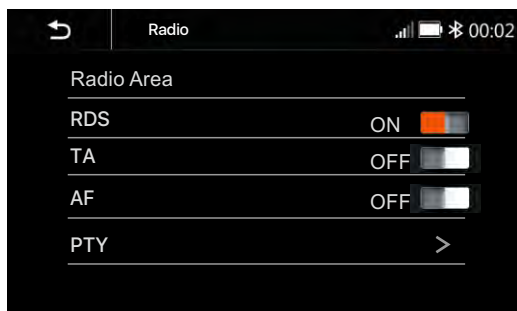 Radio 00:02
Radio Area
RDS ON
TA OFF
AF OFF
PTY >